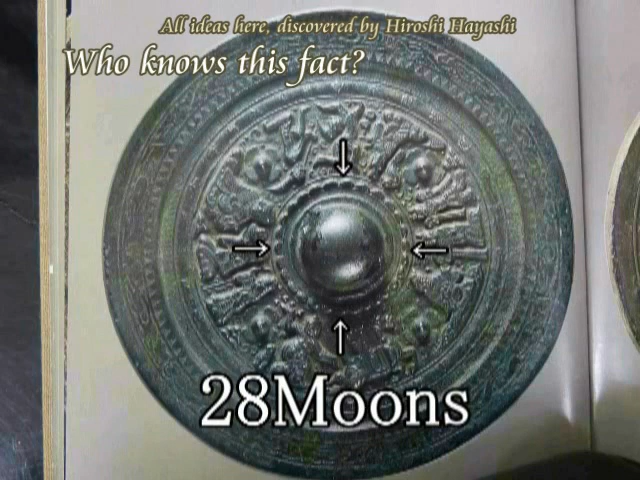 All ideas here, discovered by Hiroshi Hayashi
Who knows this fact?
28Moons